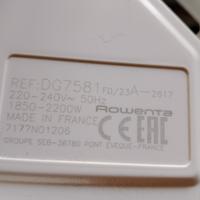 REF:DG7581 FD/23A-2617
220-240V~ 50Hz
1850-2200W Rowenta
MADE IN FRANCE CE EAC
7177N01206
GROUPE SEB-38780 PONT EVEQUE-FRANCE